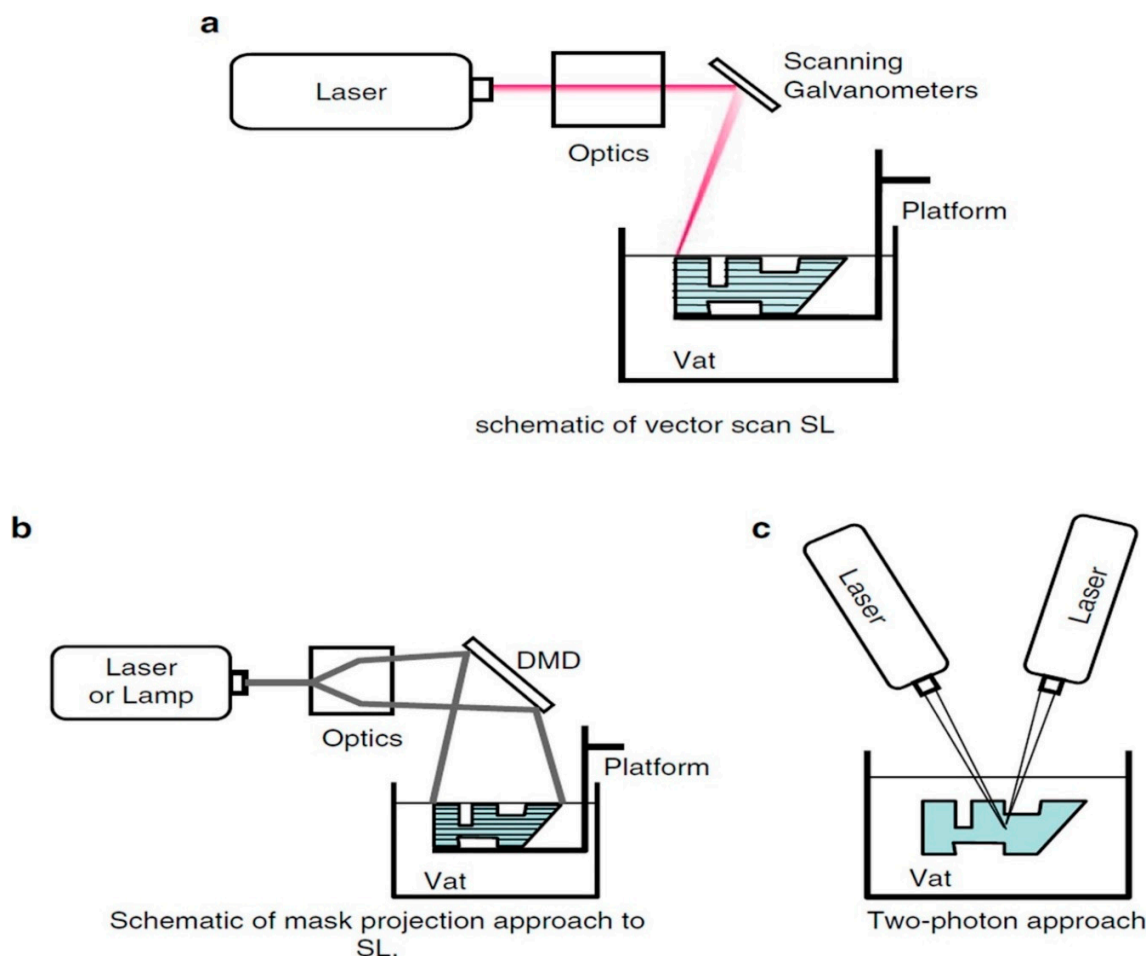 a
Laser
Optics
Scanning
Galvanometers
Platform
Vat
schematic of vector scan SL
b
Laser
or Lamp
Optics
DMD
Platform
Vat
Schematic of mask projection approach to
SL.
c
Laser
Laser
Vat
Two-photon approach